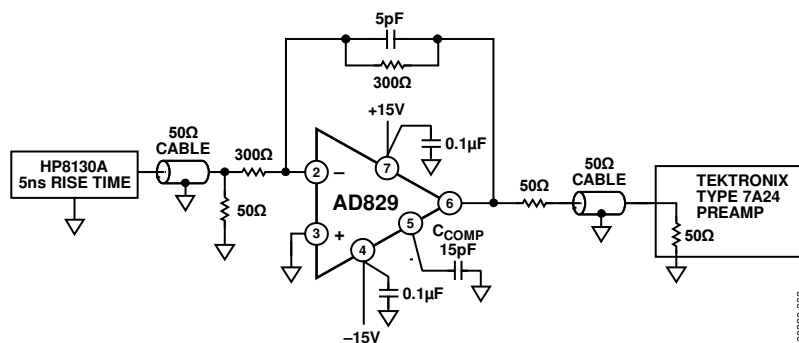 5pF
300Ω
+15V
0.1µF
50Ω
CABLE
300Ω
HP8130A
5ns RISE TIME
50Ω
2
–
7
AD829
6
3
+
5
4
CCOMP
15pF
0.1µF
–15V
50Ω
50Ω
CABLE
TEKTRONIX
TYPE 7A24
PREAMP
50Ω